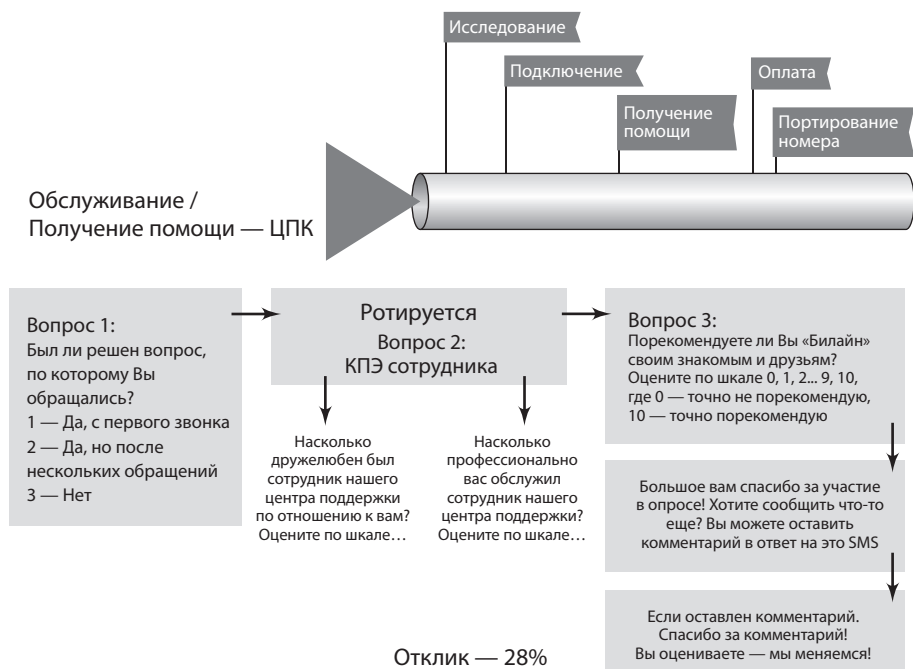 Исследование
Подключение
Получение
помощи
Оплата
Портирование
номера
Обслуживание /
Получение помощи — ЦПК
Вопрос 1:
Был ли решен вопрос,
по которому Вы
обращались?
1 — Да, с первого звонка
2 — Да, но после
нескольких обращений
3 — Нет
Ротируется
Вопрос 2:
КПЭ сотрудника
Насколько
дружелюбен был
сотрудник нашего
центра поддержки
по отношению к вам?
Оцените по шкале…
Насколько
профессионально
вас обслужил
сотрудник нашего
центра поддержки?
Оцените по шкале…
Вопрос 3:
Порекомендуете ли Вы «Билайн»
своим знакомым и друзьям?
Оцените по шкале 0, 1, 2... 9, 10,
где 0 — точно не порекомендую,
10 — точно порекомендую
Большое вам спасибо за участие
в опросе! Хотите сообщить что-то
еще? Вы можете оставить
комментарий в ответ на это SMS
Если оставлен комментарий.
Спасибо за комментарий!
Вы оцениваете — мы меняемся!
Отклик — 28%